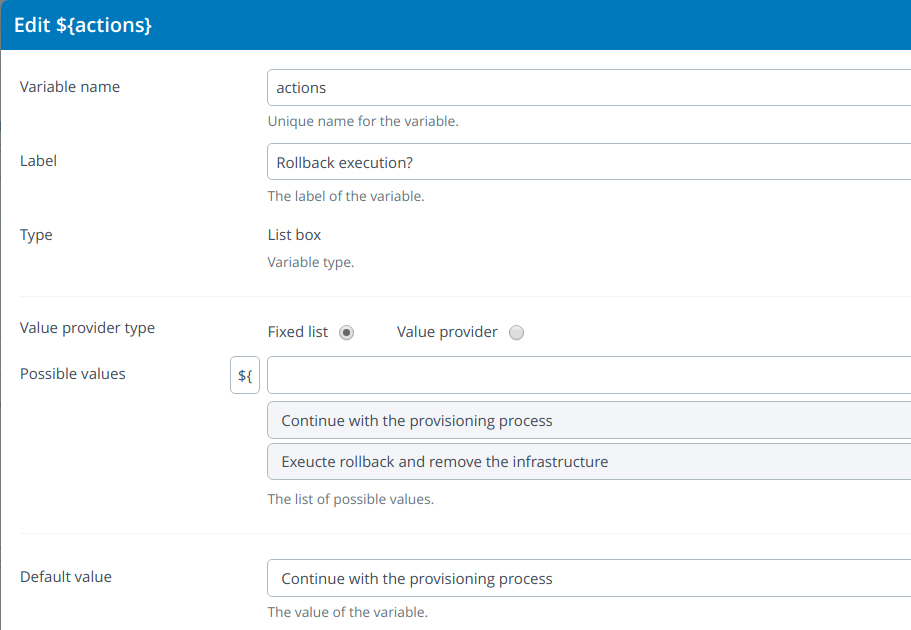 Edit ${actions}
Variable name
actions
Unique name for the variable.
Label
Rollback execution?
The label of the variable.
Type
List box
Variable type.
Value provider type
Fixed list
Value provider
Possible values
${
Continue with the provisioning process
Exeucte rollback and remove the infrastructure
The list of possible values.
Default value
Continue with the provisioning process
The value of the variable.